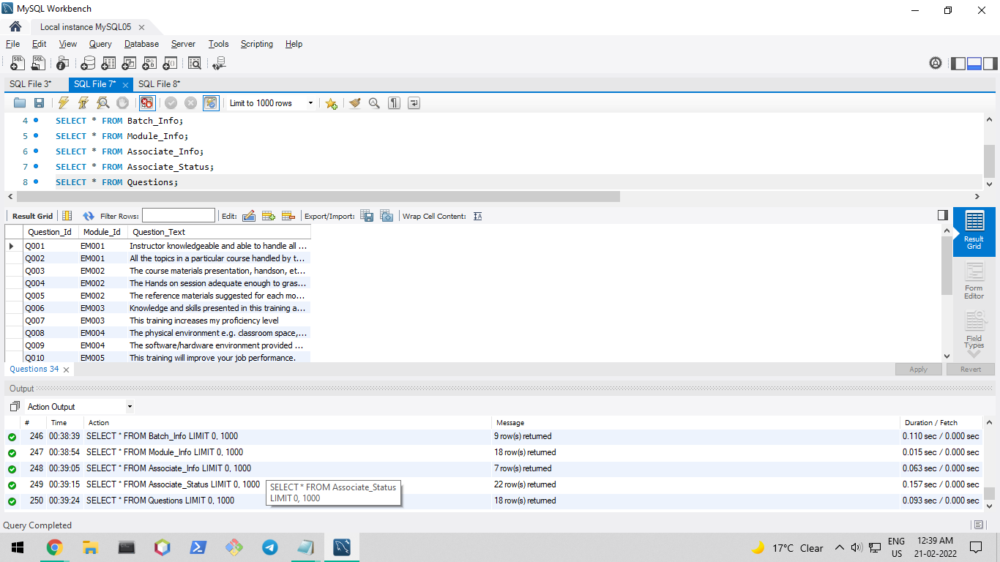 MySQL Workbench
Local instance MySQL05
File Edit View Query Database Server Tools Scripting Help
SQL File 3* SQL File 7* SQL File 8*
Limit to 1000 rows
4 SELECT * FROM Batch_Info;
5 SELECT * FROM Module_Info;
6 SELECT * FROM Associate_Info;
7 SELECT * FROM Associate_Status;
8 SELECT * FROM Questions;
Result Grid Filter Rows: Edit: Export/Import: Wrap Cell Content:
Question_Id Module_Id Question_Text
Q001 EM001 Instructor knowledgeable and able to handle all ...
Q002 EM001 All the topics in a particular course handled by t...
Q003 EM002 The course materials presentation, handson, et...
Q004 EM002 The Hands on session adequate enough to gras...
Q005 EM002 The reference materials suggested for each mo...
Q006 EM003 Knowledge and skills presented in this training a...
Q007 EM003 This training increases my proficiency level
Q008 EM004 The physical environment e.g. classroom space,...
Q009 EM004 The software/hardware environment provided ...
Q010 EM005 This training will improve your job performance.
Result
Grid
Form
Editor
Field
Types
Questions 34
Apply Revert
Output
Action Output
# Time Action Message Duration / Fetch
246 00:38:39 SELECT * FROM Batch_Info LIMIT 0, 1000 9 row(s) returned 0.110 sec / 0.000 sec
247 00:38:54 SELECT * FROM Module_Info LIMIT 0, 1000 18 row(s) returned 0.015 sec / 0.000 sec
248 00:39:05 SELECT * FROM Associate_Info LIMIT 0, 1000 7 row(s) returned 0.063 sec / 0.000 sec
249 00:39:15 SELECT * FROM Associate_Status LIMIT 0, 1000 22 row(s) returned 0.157 sec / 0.000 sec
250 00:39:24 SELECT * FROM Questions LIMIT 0, 1000 18 row(s) returned 0.093 sec / 0.000 sec
SELECT * FROM Associate_Status
LIMIT 0, 1000
Query Completed
17°C Clear
ENG
US
12:39 AM
21-02-2022